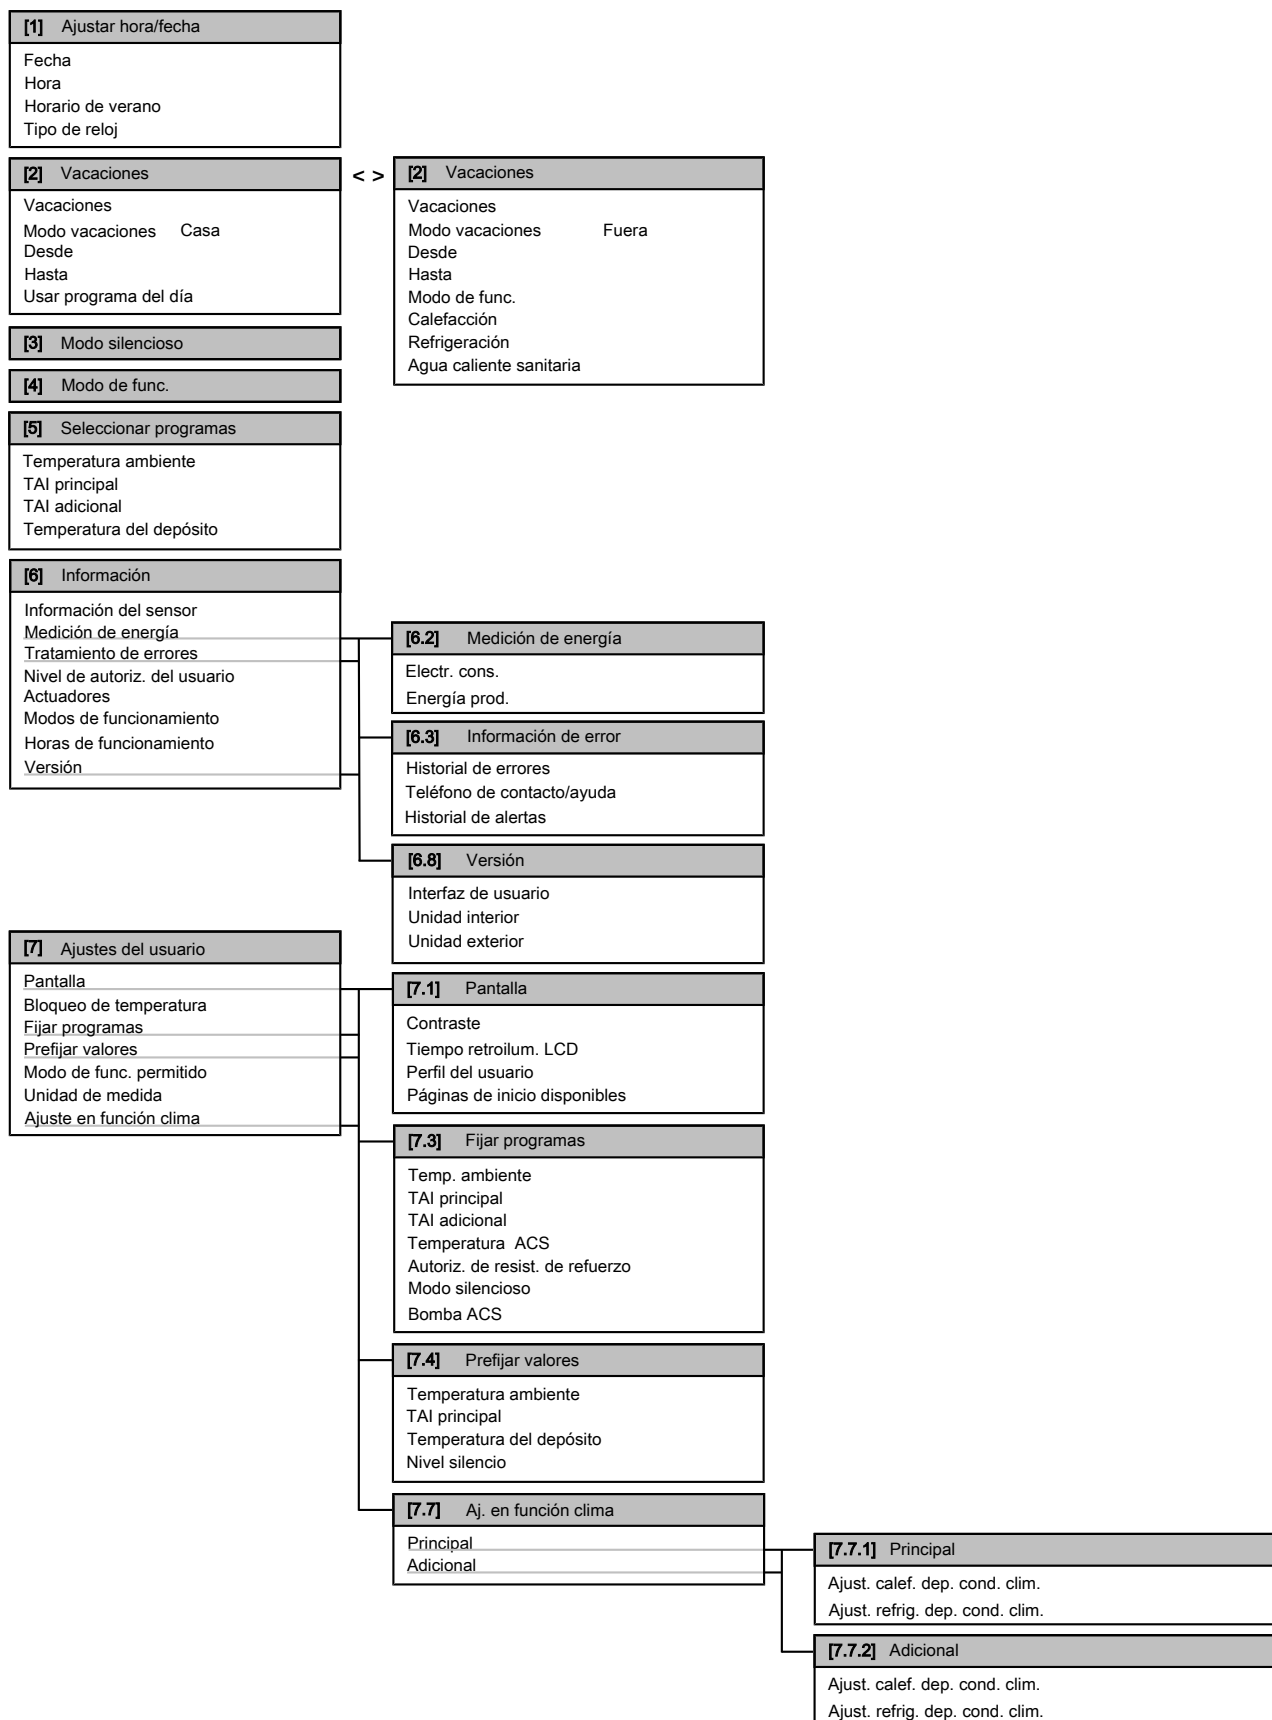 [1] Ajustar hora/fecha
Fecha
Hora
Horario de verano
Tipo de reloj
[2] Vacaciones
Vacaciones
Modo vacaciones Casa
Desde
Hasta
Usar programa del día
< >
[2] Vacaciones
Vacaciones
Modo vacaciones Fuera
Desde
Hasta
Modo de func.
Calefacción
Refrigeración
Agua caliente sanitaria
[3] Modo silencioso
[4] Modo de func.
[5] Seleccionar programas
Temperatura ambiente
TAI principal
TAI adicional
Temperatura del depósito
[6] Información
Información del sensor
Medición de energía
Tratamiento de errores
Nivel de autoriz. del usuario
Actuadores
Modos de funcionamiento
Horas de funcionamiento
Versión
[6.2] Medición de energía
Electr. cons.
Energía prod.
[6.3] Información de error
Historial de errores
Teléfono de contacto/ayuda
Historial de alertas
[6.8] Versión
Interfaz de usuario
Unidad interior
Unidad exterior
[7] Ajustes del usuario
Pantalla
Bloqueo de temperatura
Fijar programas
Prefijar valores
Modo de func. permitido
Unidad de medida
Ajuste en función clima
[7.1] Pantalla
Contraste
Tiempo retroilum. LCD
Perfil del usuario
Páginas de inicio disponibles
[7.3] Fijar programas
Temp. ambiente
TAI principal
TAI adicional
Temperatura ACS
Autoriz. de resist. de refuerzo
Modo silencioso
Bomba ACS
[7.4] Prefijar valores
Temperatura ambiente
TAI principal
Temperatura del depósito
Nivel silencio
[7.7] Aj. en función clima
Principal
Adicional
[7.7.1] Principal
Ajust. calef. dep. cond. clim.
Ajust. refrig. dep. cond. clim.
[7.7.2] Adicional
Ajust. calef. dep. cond. clim.
Ajust. refrig. dep. cond. clim.